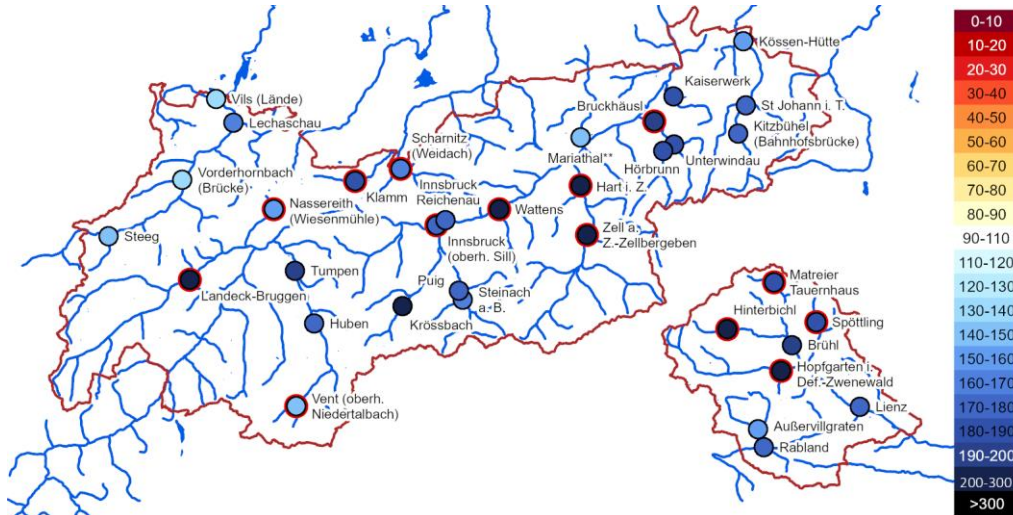 Kössen-Hütte
Kaiserwerk
Vils (Lände)
Bruckhäusl
St Johann i. T.
Lechaschau
Kitzbühel
(Bahnhofsbrücke)
Scharnitz
(Weidach)
Mariathal**
Hörbrunn
Unterwindau
Vorderhornbach
(Brücke)
Klamm
Innsbruck
Reichenau
Hart i. Z.
Nassereith
(Wiesenmühle)
Wattens
Steeg
Innsbruck
(oberh. Sill)
Zell a.
Z.-Zellbergeben
Tumpen
Puig
Steinach
a. B.
Landeck-Bruggen
Krössbach
Huben
Matreier
Tauernhaus
Hinterbichl
Spöttling
Brühl
Hopfgarten i.
Def.-Zwenewald
Vent (oberh.
Niedertalbach)
Lienz
Außervillgraten
Rabland
0-10
10-20
20-30
30-40
40-50
50-60
60-70
70-80
80-90
90-110
110-120
120-130
130-140
140-150
150-160
160-170
170-180
180-190
190-200
200-300
>300